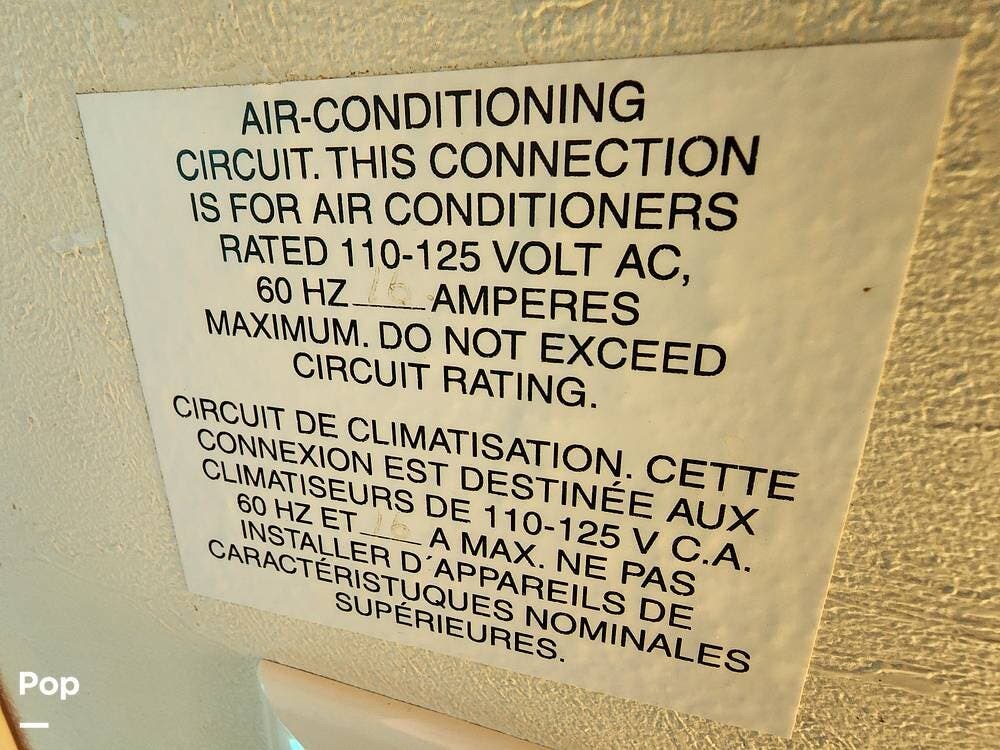 AIR-CONDITIONING
CIRCUIT. THIS CONNECTION
IS FOR AIR CONDITIONERS
RATED 110-125 VOLT AC,
60 HZ 16 AMPERES
MAXIMUM. DO NOT EXCEED
CIRCUIT RATING.
CIRCUIT DE CLIMATISATION. CETTE
CONNEXION EST DESTINÉE AUX
CLIMATISEURS DE 110-125 V C.A.
60 HZ ET 16 A MAX. NE PAS
INSTALLER D´APPAREILS DE
CARACTÉRISTUQUES NOMINALES
SUPÉRIEURES.
Pop